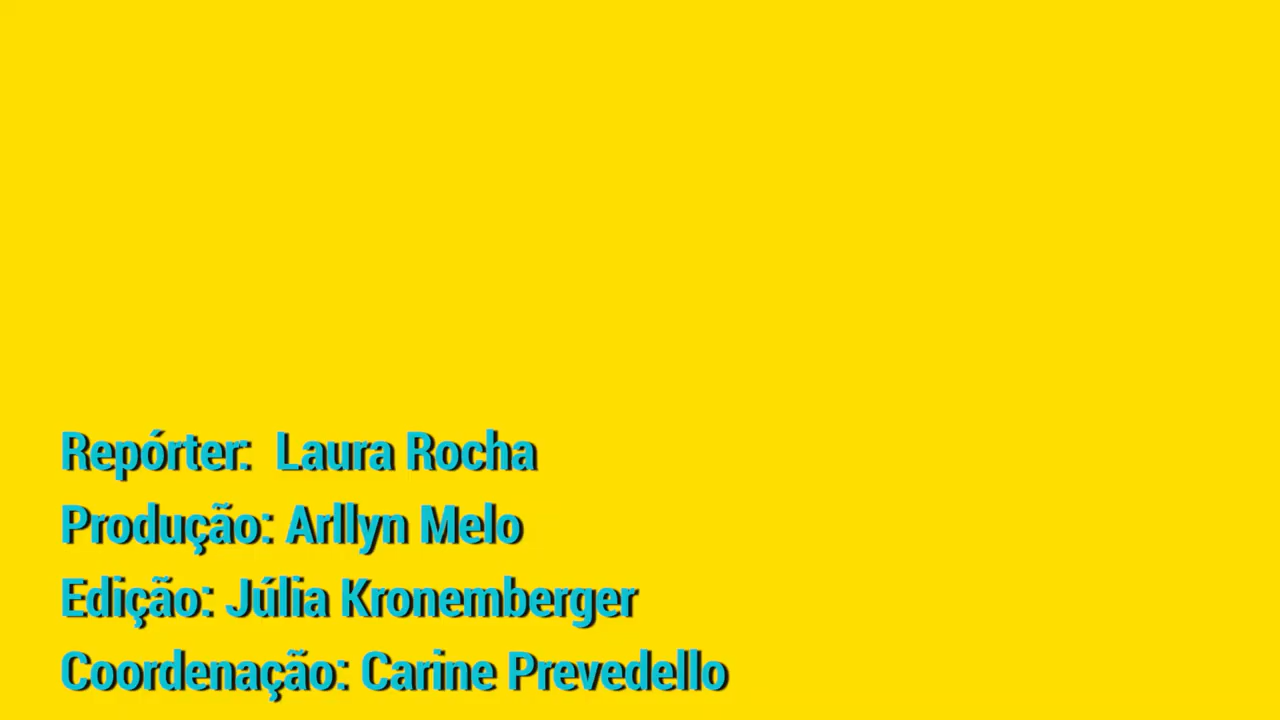 Repórter: Laura Rocha
Produção: Arllyn Melo
Edição: Júlia Kronemberger
Coordenação: Carine Prevedello